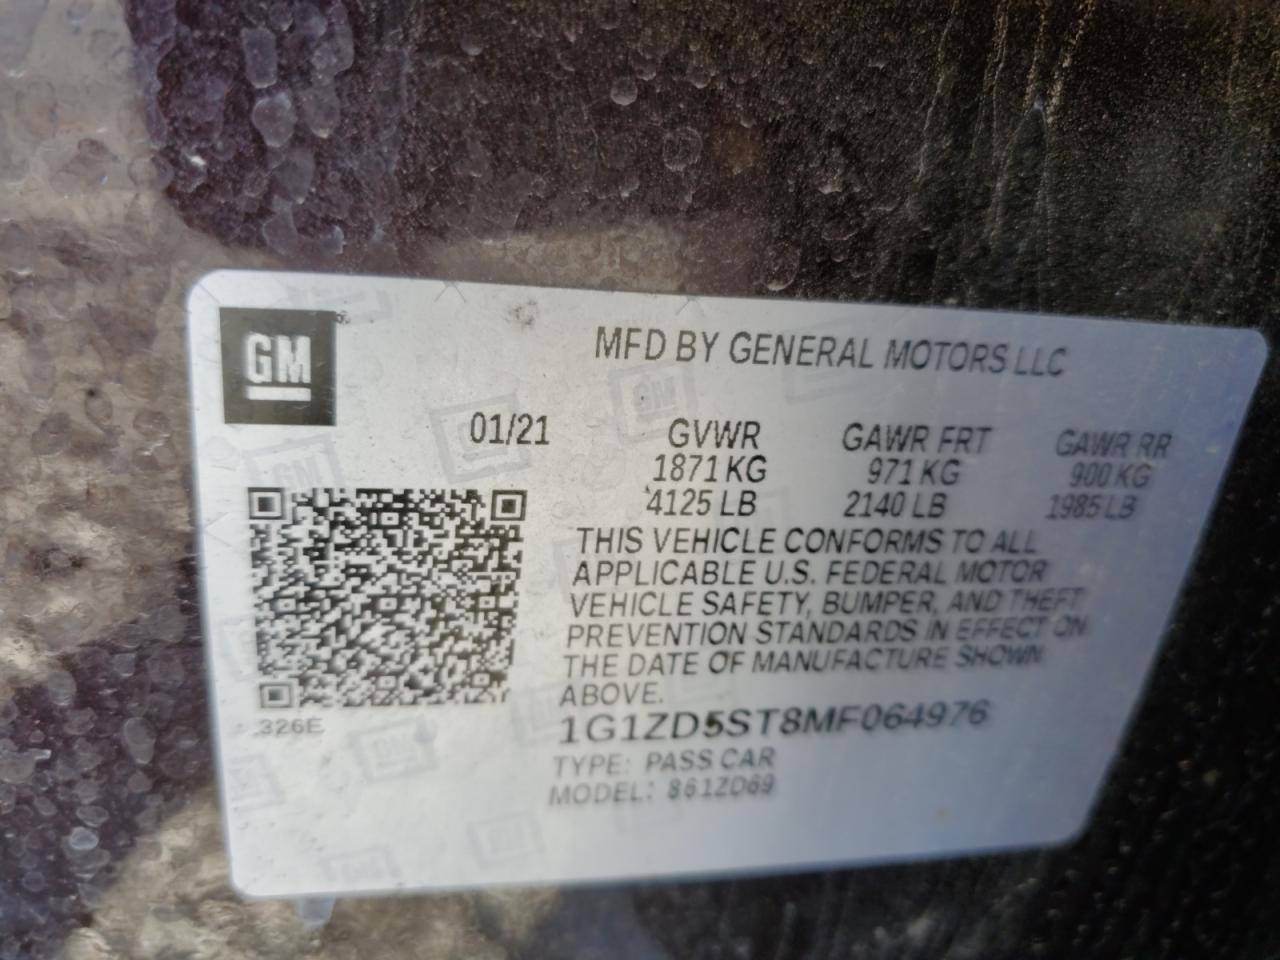 GM
MFD BY GENERAL MOTORS LLC
01/21 GVWR GAWR FRT GAWR RR
1871 KG 971 KG 900 KG
4125 LB 2140 LB 1985 LB
THIS VEHICLE CONFORMS TO ALL
APPLICABLE U.S. FEDERAL MOTOR
VEHICLE SAFETY, BUMPER, AND THEFT
PREVENTION STANDARDS IN EFFECT ON
THE DATE OF MANUFACTURE SHOWN
ABOVE.
326E
1G1ZD5ST8MF064976
TYPE: PASS CAR
MODEL: 861ZD69